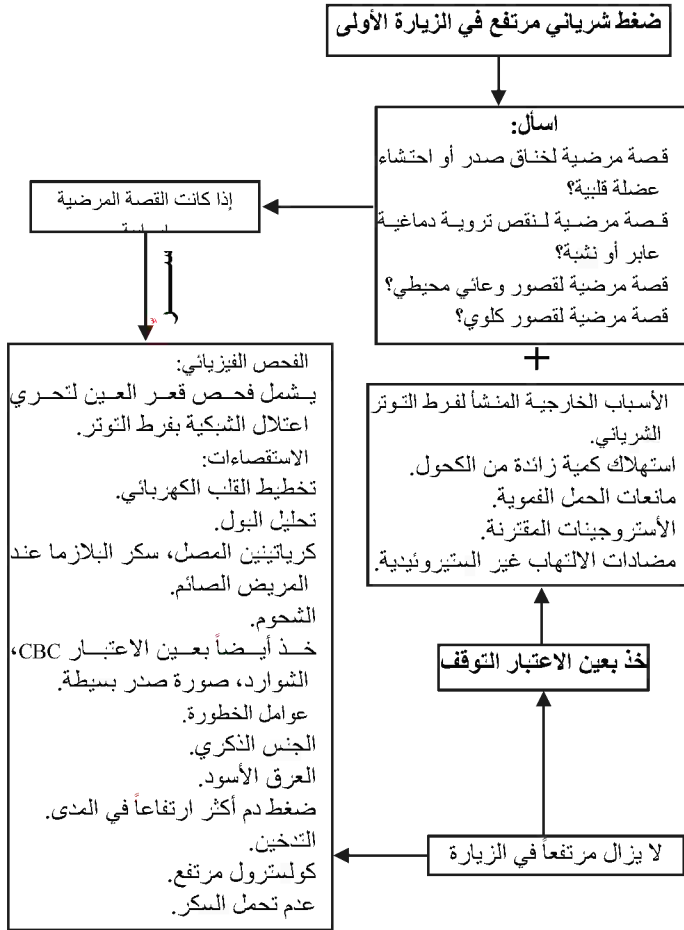 ضغط شرياني مرتفع في الزيارة الأولى
اسأل:
قصة مرضية لخناق صدر أو احتشاء
عضلة قلبية؟
قصة مرضية لنقص تروية دماغية
عابر أو نشبة؟
قصة مرضية لقصور وعائي محيطي؟
قصة مرضية لقصور كلوي؟
إذا كانت القصة المرضية
+
الأسباب الخارجية المنشأ لفرط التوتر
الشرياني.
استهلاك كمية زائدة من الكحول.
مانعات الحمل الفموية.
الأستروجينات المقترنة.
مضادات الالتهاب غير الستيروئيدية.
خذ بعين الاعتبار التوقف
لا يزال مرتفعاً في الزيارة
الفحص الفيزيائي:
يشمل فحص قعر العين لتحري
اعتلال الشبكية بفرط التوتر.
الاستقصاءات:
تخطيط القلب الكهربائي.
تحليل البول.
كرياتينين المصل، سكر البلازما عند
المريض الصائم.
الشحوم.
خذ أيضاً بعين الاعتبار CBC،
الشوارد، صورة صدر بسيطة.
عوامل الخطورة.
الجنس الذكري.
العرق الأسود.
ضغط دم أكثر ارتفاعاً في المدى.
التدخين.
كولسترول مرتفع.
عدم تحمل السكر.